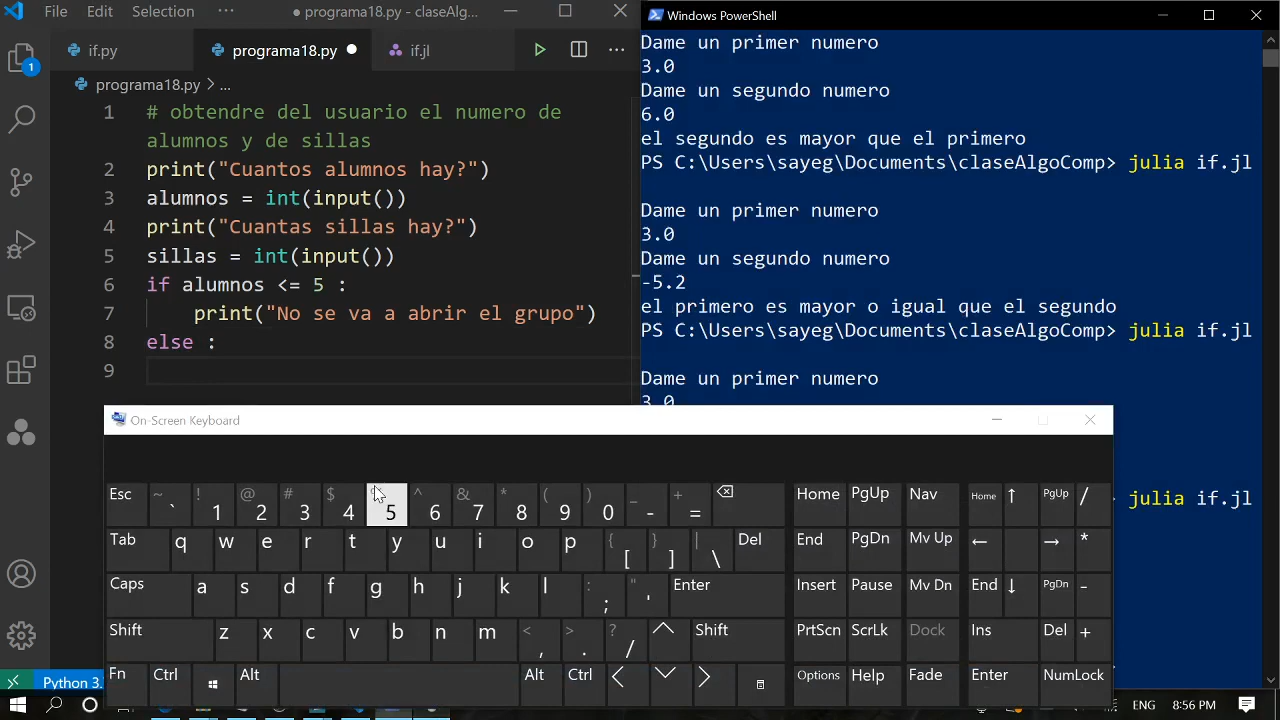 File Edit Selection ··· ● programa18.py - claseAlg...
Windows PowerShell
if.py programa18.py ● if.jl ···
programa18.py > ...
1 # obtendre del usuario el numero de
alumnos y de sillas
2 print("Cuantos alumnos hay?")
3 alumnos = int(input())
4 print("Cuantas sillas hay?")
5 sillas = int(input())
6 if alumnos <= 5 :
7 print("No se va a abrir el grupo")
8 else :
9
1
Python 3.
Dame un primer numero
3.0
Dame un segundo numero
6.0
el segundo es mayor que el primero
PS C:\Users\sayeg\Documents\claseAlgoComp> julia if.jl
Dame un primer numero
3.0
Dame un segundo numero
-5.2
el primero es mayor o igual que el segundo
PS C:\Users\sayeg\Documents\claseAlgoComp> julia if.jl
Dame un primer numero
3.0
julia if.jl
On-Screen Keyboard
Esc ~ ` ! 1 @ 2 # 3 $ 4 5 ^ 6 & 7 * 8 ( 9 ) 0 _ - + = Home PgUp Nav Home ↑ PgUp /
Tab q w e r t y u i o p { [ } ] | \ Del End PgDn Mv Up ← → *
Caps a s d f g h j k l : ; " ' Enter Insert Pause Mv Dn End ↓ PgDn -
Shift z x c v b n m < , > . ? / Shift PrtScn ScrLk Dock Ins Del +
Fn Ctrl Alt Alt Ctrl Options Help Fade Enter NumLock
8:56 PM